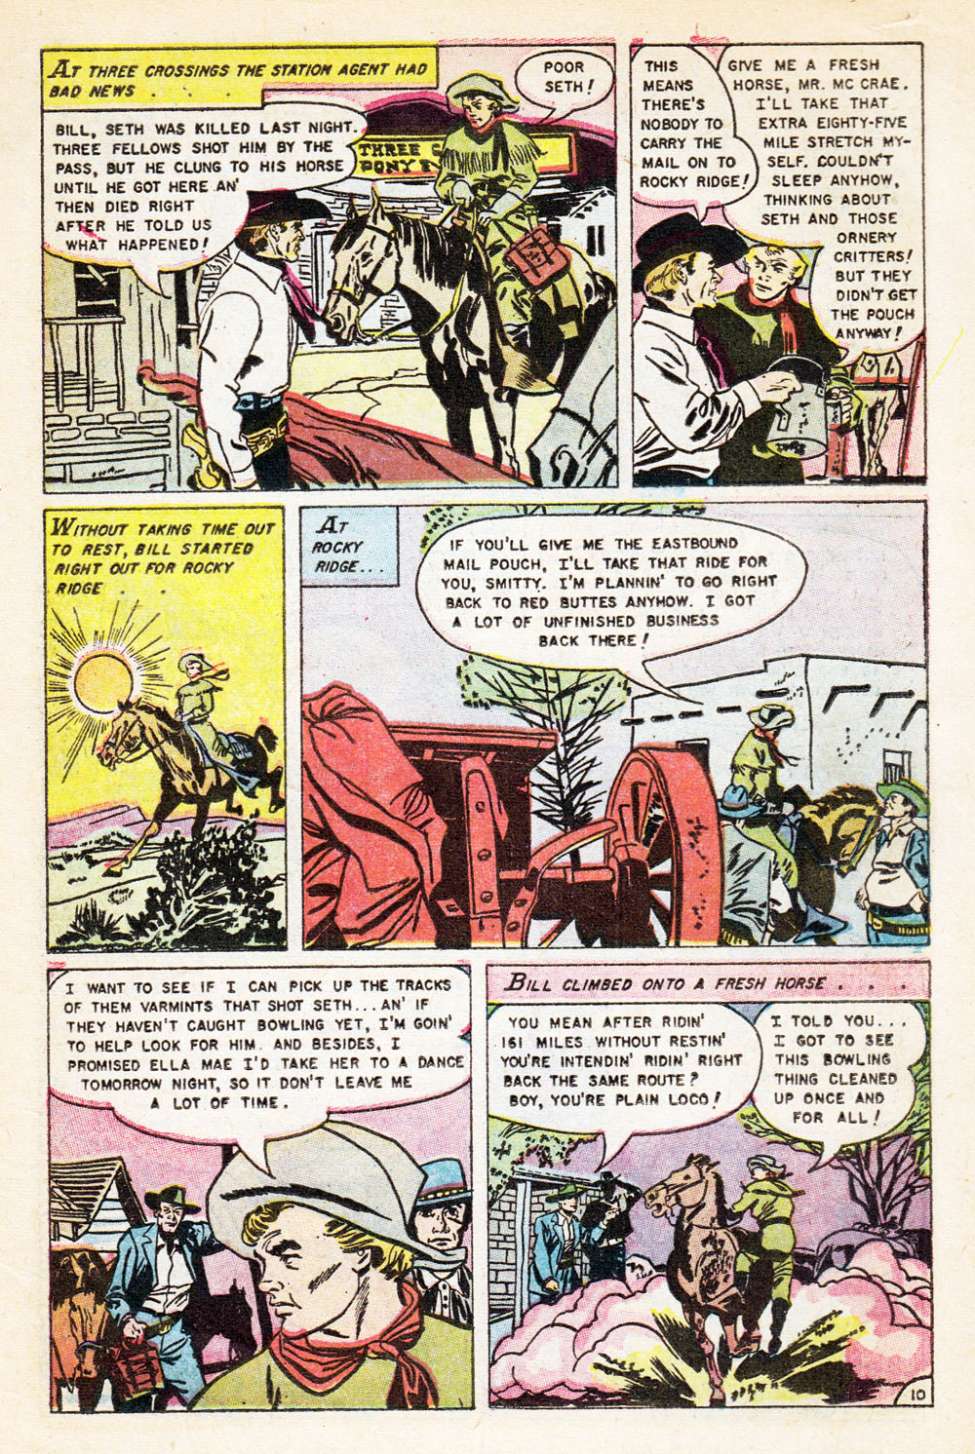 AT THREE CROSSINGS THE STATION AGENT HAD
BAD NEWS . . .
BILL, SETH WAS KILLED LAST NIGHT.
THREE FELLOWS SHOT HIM BY THE
PASS, BUT HE CLUNG TO HIS HORSE
UNTIL HE GOT HERE AN'
THEN DIED RIGHT
AFTER HE TOLD US
WHAT HAPPENED!
POOR
SETH!
THREE
PONY
THIS
MEANS
THERE'S
NOBODY TO
CARRY THE
MAIL ON TO
ROCKY RIDGE!
GIVE ME A FRESH
HORSE, MR. MC CRAE.
I'LL TAKE THAT
EXTRA EIGHTY-FIVE
MILE STRETCH MY-
SELF. COULDN'T
SLEEP ANYHOW,
THINKING ABOUT
SETH AND THOSE
ORNERY
CRITTERS!
BUT THEY
DIDN'T GET
THE POUCH
ANYWAY!
WITHOUT TAKING TIME OUT
TO REST, BILL STARTED
RIGHT OUT FOR ROCKY
RIDGE . .
AT
ROCKY
RIDGE...
IF YOU'LL GIVE ME THE EASTBOUND
MAIL POUCH, I'LL TAKE THAT RIDE FOR
YOU, SMITTY. I'M PLANNIN' TO GO RIGHT
BACK TO RED BUTTES ANYHOW. I GOT
A LOT OF UNFINISHED BUSINESS
BACK THERE!
I WANT TO SEE IF I CAN PICK UP THE TRACKS
OF THEM VARMINTS THAT SHOT SETH...AN' IF
THEY HAVEN'T CAUGHT BOWLING YET, I'M GOIN'
TO HELP LOOK FOR HIM. AND BESIDES, I
PROMISED ELLA MAE I'D TAKE HER TO A DANCE
TOMORROW NIGHT, SO IT DON'T LEAVE ME
A LOT OF TIME.
BILL CLIMBED ONTO A FRESH HORSE . . .
YOU MEAN AFTER RIDIN'
161 MILES WITHOUT RESTIN'
YOU'RE INTENDIN' RIDIN' RIGHT
BACK THE SAME ROUTE?
BOY, YOU'RE PLAIN LOCO!
I TOLD YOU...
I GOT TO SEE
THIS BOWLING
THING CLEANED
UP ONCE AND
FOR ALL!
10